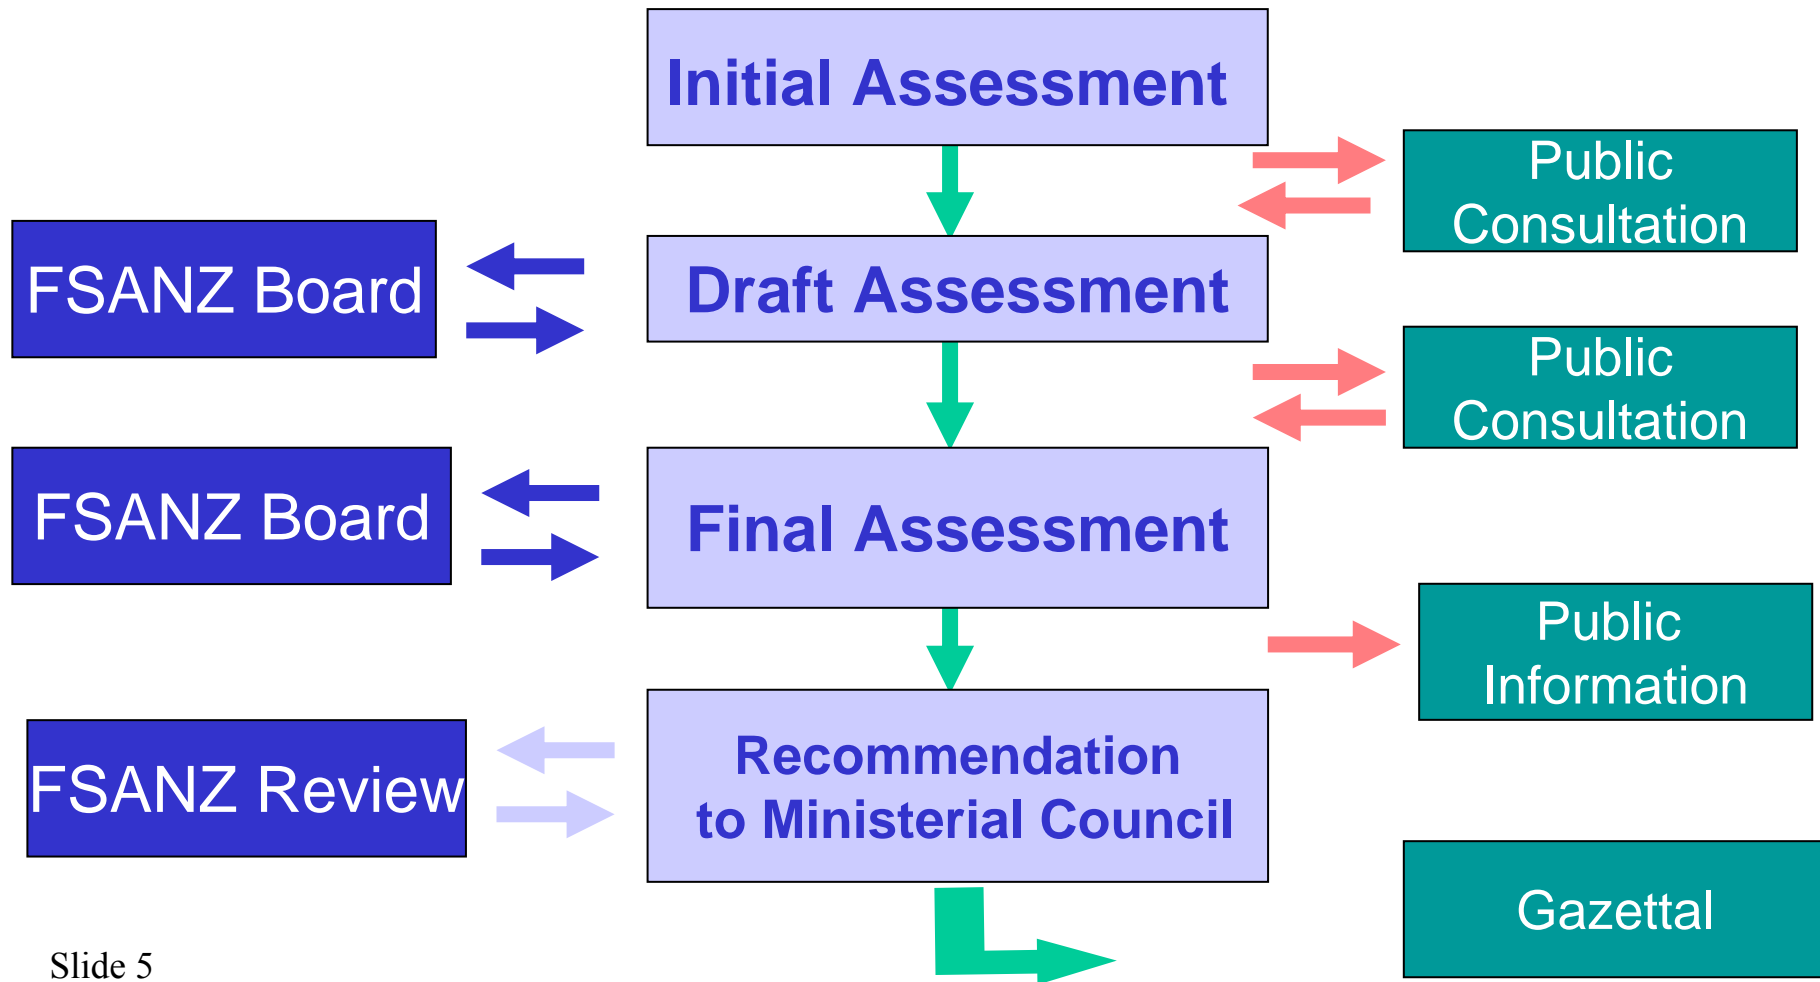 Initial Assessment
Public
Consultation
FSANZ Board
Draft Assessment
Public
Consultation
FSANZ Board
Final Assessment
Public
Information
FSANZ Review
Recommendation
to Ministerial Council
Gazettal
Slide 5